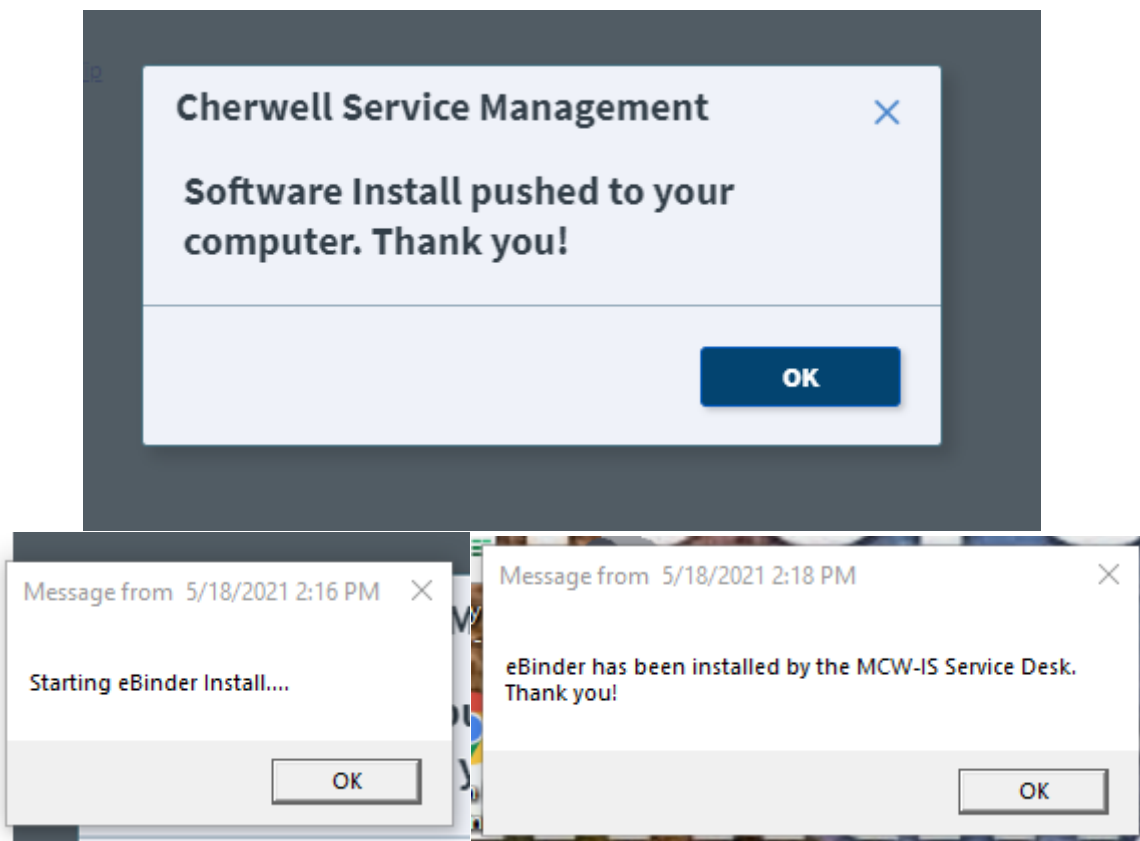 Cherwell Service Management
Software Install pushed to your
computer. Thank you!
OK
Message from 5/18/2021 2:16 PM
Starting eBinder Install....
OK
Message from 5/18/2021 2:18 PM
eBinder has been installed by the MCW-IS Service Desk.
Thank you!
OK